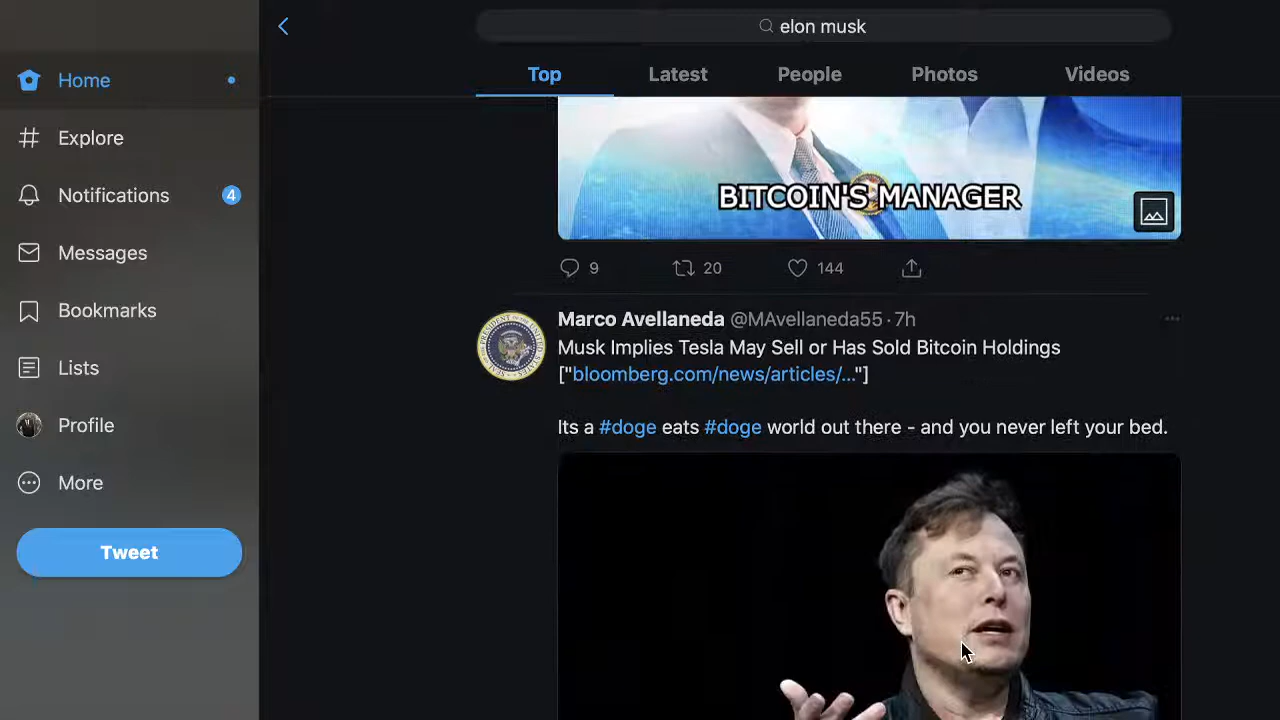 elon musk
Top
Latest
People
Photos
Videos
Home
Explore
Notifications
4
Messages
Bookmarks
Lists
Profile
More
Tweet
BITCOIN'S MANAGER
9
20
144
Marco Avellaneda @MAvellaneda55 · 7h
Musk Implies Tesla May Sell or Has Sold Bitcoin Holdings
["bloomberg.com/news/articles/..."]
Its a #doge eats #doge world out there - and you never left your bed.